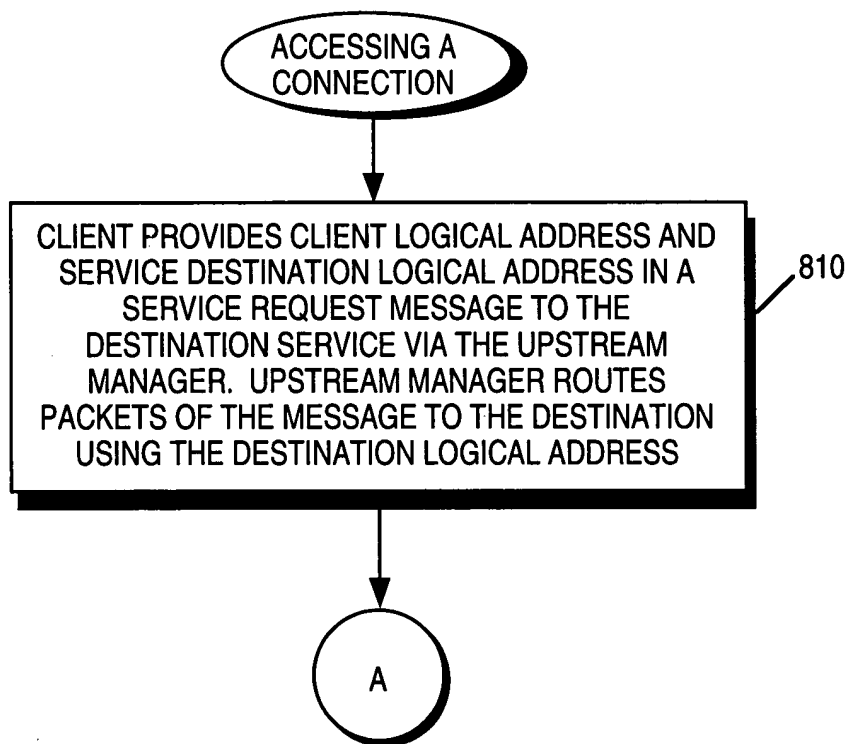 ACCESSING A
CONNECTION
CLIENT PROVIDES CLIENT LOGICAL ADDRESS AND
SERVICE DESTINATION LOGICAL ADDRESS IN A
SERVICE REQUEST MESSAGE TO THE
DESTINATION SERVICE VIA THE UPSTREAM
MANAGER. UPSTREAM MANAGER ROUTES
PACKETS OF THE MESSAGE TO THE DESTINATION
USING THE DESTINATION LOGICAL ADDRESS
810
A